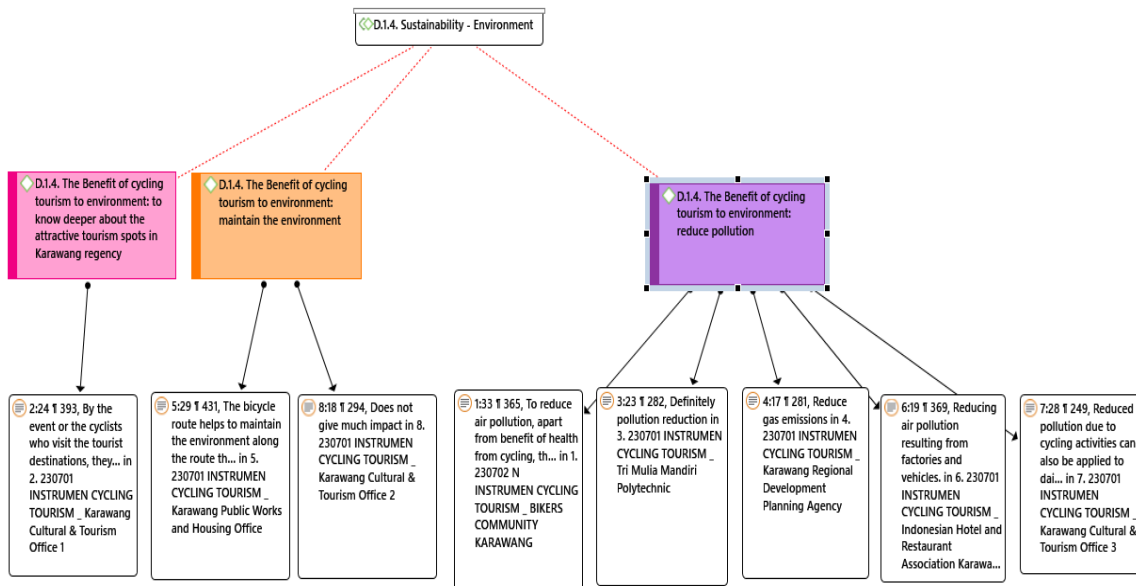 D.1.4. Sustainability - Environment
D.1.4. The Benefit of cycling
tourism to environment: to
know deeper about the
attractive tourism spots in
Karawang regency
D.1.4. The Benefit of cycling
tourism to environment:
maintain the environment
D.1.4. The Benefit of cycling
tourism to environment:
reduce pollution
2:24 ¶ 393, By the
event or the cyclists
who visit the tourist
destinations, they... in
2. 230701
INSTRUMEN CYCLING
TOURISM _ Karawang
Cultural & Tourism
Office 1
5:29 ¶ 431, The bicycle
route helps to maintain
the environment along
the route th... in 5.
230701 INSTRUMEN
CYCLING TOURISM _
Karawang Public Works
and Housing Office
8:18 ¶ 294, Does not
give much impact in 8.
230701 INSTRUMEN
CYCLING TOURISM _
Karawang Cultural &
Tourism Office 2
1:33 ¶ 365, To reduce
air pollution, apart
from benefit of health
from cycling, th... in 1.
230702 N
INSTRUMEN CYCLING
TOURISM _ BIKERS
COMMUNITY
KARAWANG
3:23 ¶ 282, Definitely
pollution reduction in
3. 230701 INSTRUMEN
CYCLING TOURISM _
Tri Mulia Mandiri
Polytechnic
4:17 ¶ 281, Reduce
gas emissions in 4.
230701 INSTRUMEN
CYCLING TOURISM _
Karawang Regional
Development
Planning Agency
6:19 ¶ 369, Reducing
air pollution
resulting from
factories and
vehicles. in 6. 230701
INSTRUMEN
CYCLING TOURISM _
Indonesian Hotel and
Restaurant
Association Karawa...
7:28 ¶ 249, Reduced
pollution due to
cycling activities can
also be applied to
dai... in 7. 230701
INSTRUMEN
CYCLING TOURISM _
Karawang Cultural &
Tourism Office 3